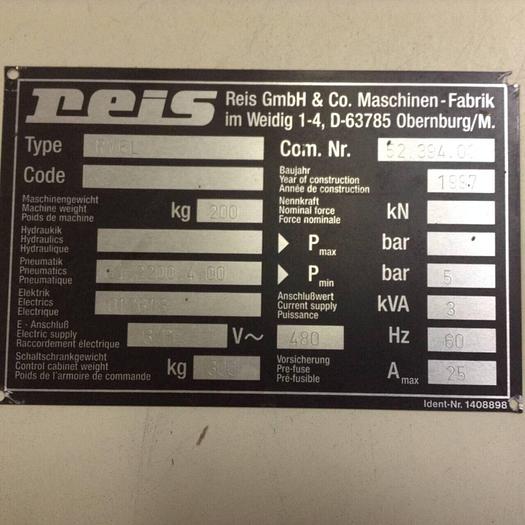 reis
Reis GmbH & Co. Maschinen-Fabrik
im Weidig 1-4, D-63785 Obernburg/M.
Type
Com. Nr.
Code
Baujahr
Year of construction
Année de construction
1997
Maschinengewicht
Machine weight
Poids de machine
kg 200
Nennkraft
Nominal force
Force nominale
kN
Hydraukik
Hydraulics
Hydraulique
P max
bar
Pneumatik
Pneumatics
Pneumatique
P min
bar 5
Elektrik
Electrics
Electrique
Anschlußwert
Current supply
Puissance
kVA 3
E - Anschluß
Electric supply
Raccordement électrique
V~ 480
Hz 60
Schaltschrankgewicht
Control cabinet weight
Poids de l'armoire de commande
kg
Vorsicherung
Pre-fuse
Pré-fusible
A max 25
Ident-Nr. 1408898